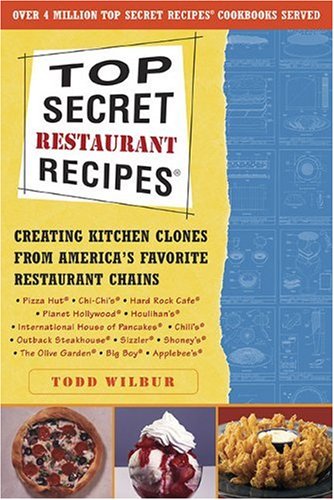 OVER 4 MILLION TOP SECRET RECIPES® COOKBOOKS SERVED
TOP
SECRET
RESTAURANT
RECIPES®
CREATING KITCHEN CLONES
FROM AMERICA'S FAVORITE
RESTAURANT CHAINS
• Pizza Hut® • Chi-Chi's® • Hard Rock Cafe®
• Planet Hollywood® • Houlihan's®
• International House of Pancakes® • Chili's®
• Outback Steakhouse® • Sizzler® • Shoney's®
• The Olive Garden® • Big Boy® • Applebee's®
TODD WILBUR